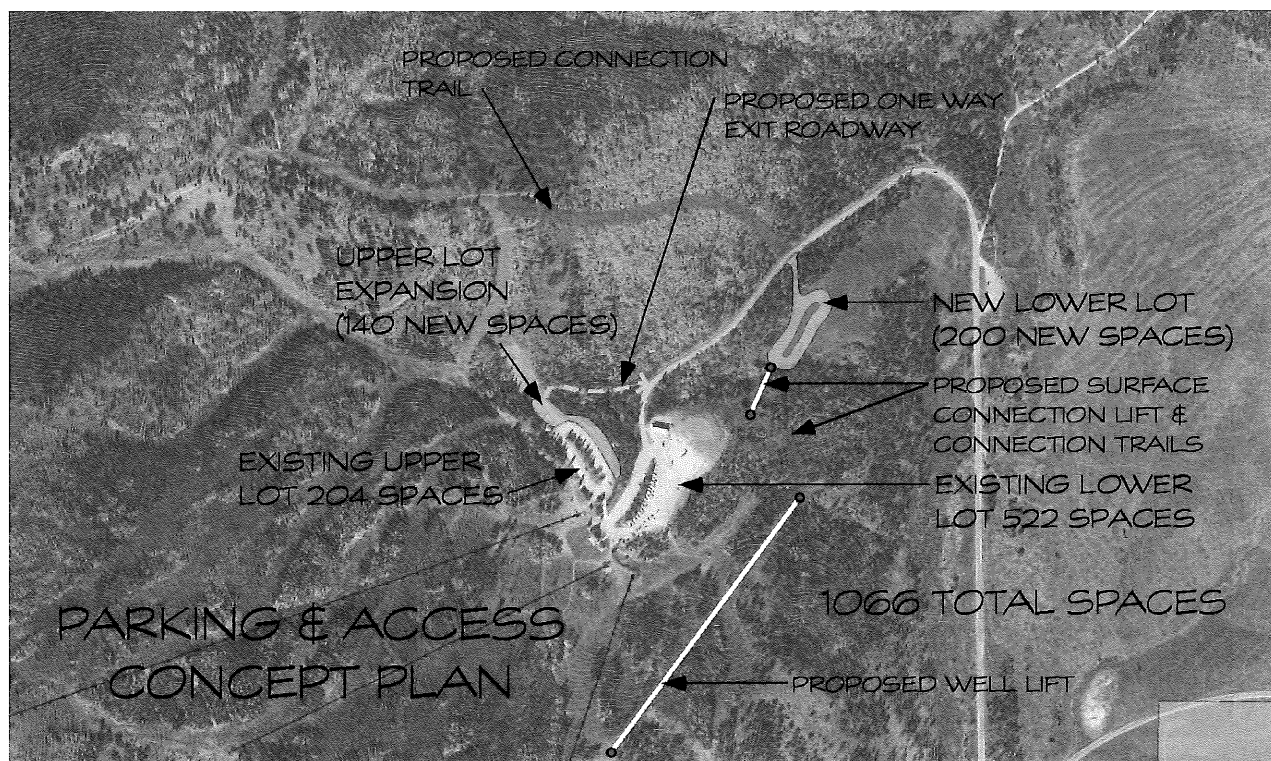 PROPOSED CONNECTION
TRAIL
PROPOSED ONE WAY
EXIT ROADWAY
UPPER LOT
EXPANSION
(140 NEW SPACES)
NEW LOWER LOT
(200 NEW SPACES)
PROPOSED SURFACE
CONNECTION LIFT &
CONNECTION TRAILS
EXISTING UPPER
LOT 204 SPACES
EXISTING LOWER
LOT 522 SPACES
PARKING & ACCESS
CONCEPT PLAN
1066 TOTAL SPACES
PROPOSED WELL LIFT